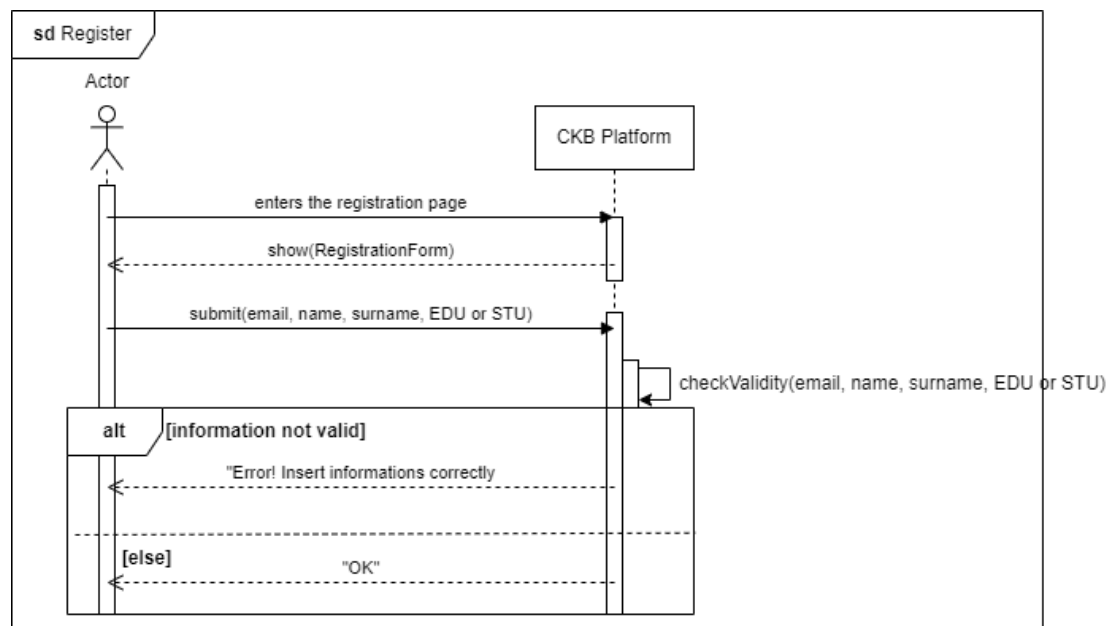 sd Register
Actor
CKB Platform
enters the registration page
show(RegistrationForm)
submit(email, name, surname, EDU or STU)
checkValidity(email, name, surname, EDU or STU)
alt [information not valid]
"Error! Insert informations correctly
[else]
"OK"